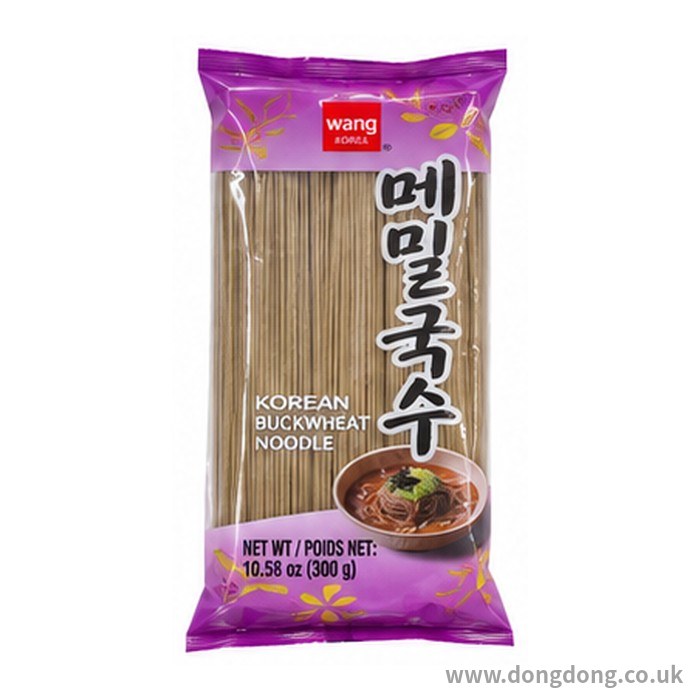 wang
KOREA
®
메밀국수
KOREAN
BUCKWHEAT
NOODLE
NET WT / POIDS NET:
10.58 oz (300 g)
www.dongdong.co.uk